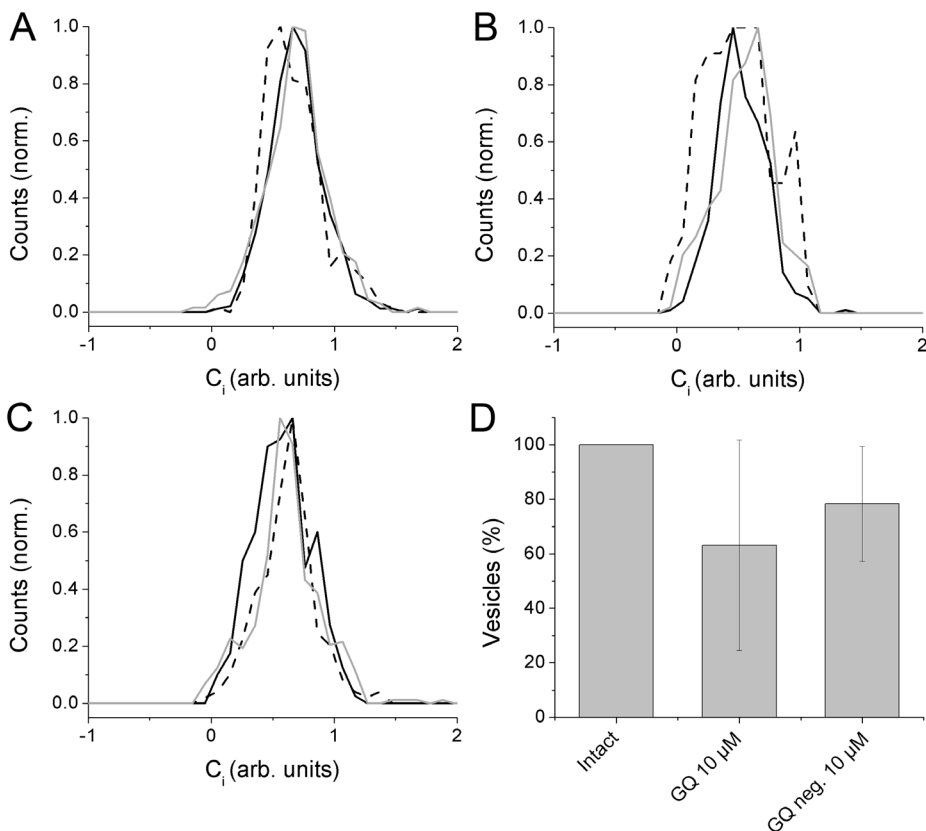 A
Counts (norm.)
1.0
0.8
0.6
0.4
0.2
0.0
-1 0 1 2
C_i (arb. units)
B
Counts (norm.)
1.0
0.8
0.6
0.4
0.2
0.0
-1 0 1 2
C_i (arb. units)
C
Counts (norm.)
1.0
0.8
0.6
0.4
0.2
0.0
-1 0 1 2
C_i (arb. units)
D
Vesicles (%)
100
80
60
40
20
0
Intact
GQ 10 µM
GQ neg. 10 µM